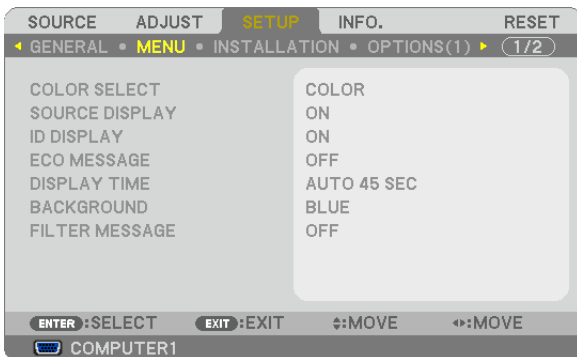 SOURCE ADJUST SETUP INFO. RESET
GENERAL • MENU • INSTALLATION • OPTIONS(1) 1/2
COLOR SELECT COLOR
SOURCE DISPLAY ON
ID DISPLAY ON
ECO MESSAGE OFF
DISPLAY TIME AUTO 45 SEC
BACKGROUND BLUE
FILTER MESSAGE OFF
ENTER :SELECT EXIT :EXIT :MOVE :MOVE
COMPUTER1